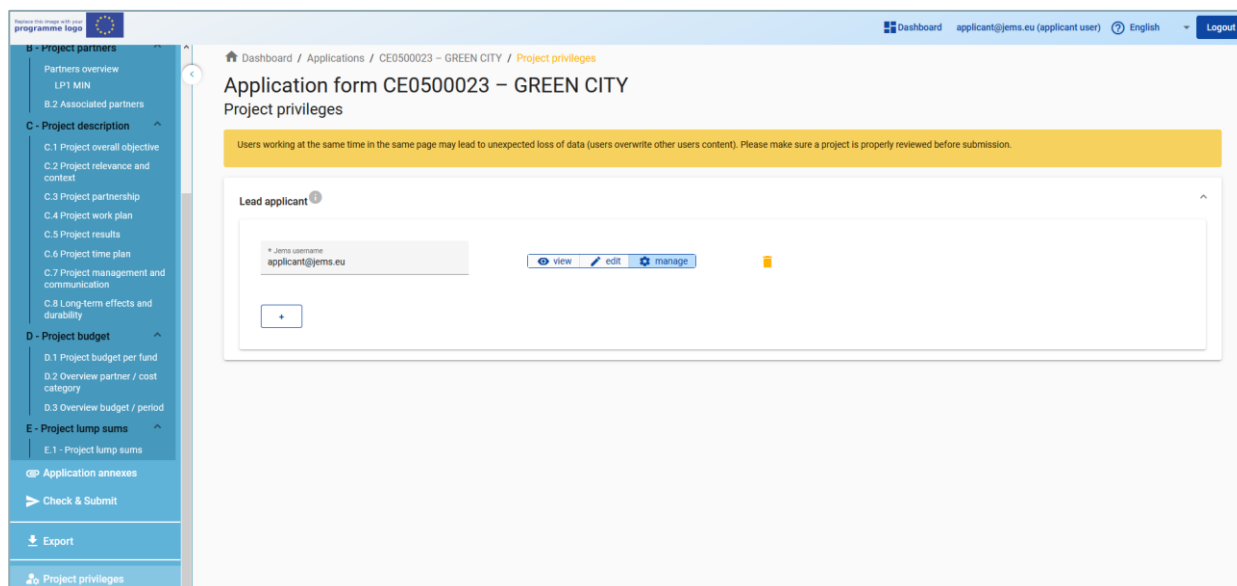 Replace this image with your
programme logo
Dashboard applicant@jems.eu (applicant user) English Logout
B - Project partners
Partners overview
LP1 MIN
B.2 Associated partners
C - Project description
C.1 Project overall objective
C.2 Project relevance and
context
C.3 Project partnership
C.4 Project work plan
C.5 Project results
C.6 Project time plan
C.7 Project management and
communication
C.8 Long-term effects and
durability
D - Project budget
D.1 Project budget per fund
D.2 Overview partner / cost
category
D.3 Overview budget / period
E - Project lump sums
E.1 - Project lump sums
Application annexes
Check & Submit
Export
Project privileges
Dashboard / Applications / CE0500023 – GREEN CITY / Project privileges
Application form CE0500023 – GREEN CITY
Project privileges
Users working at the same time in the same page may lead to unexpected loss of data (users overwrite other users content). Please make sure a project is properly reviewed before submission.
Lead applicant
* Jems username
applicant@jems.eu
view edit manage
+